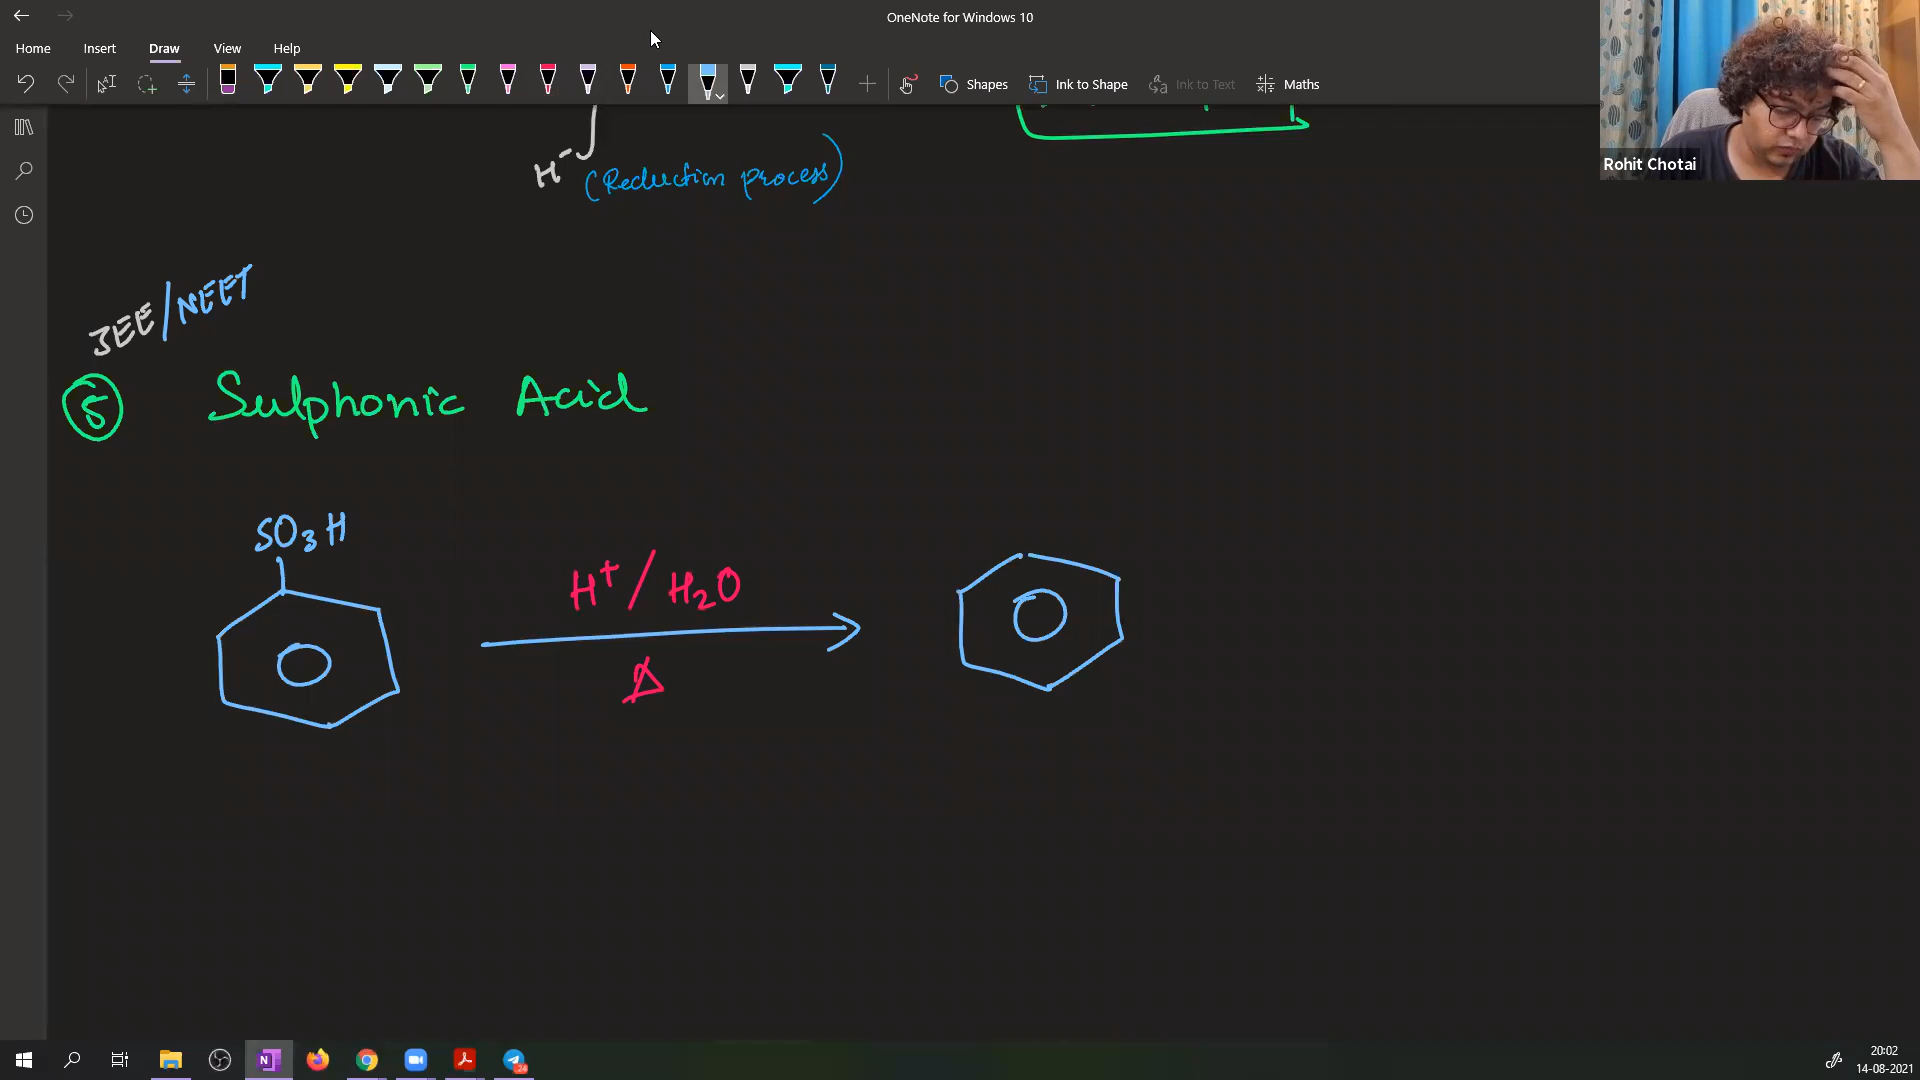 OneNote for Windows 10
Home Insert Draw View Help
Shapes Ink to Shape Ink to Text Maths
Rohit Chotai
H⁻ (Reduction process)
JEE/NEET
⑤ Sulphonic Acid
SO₃H
H⁺/H₂O
Δ
N
24
20:02
14-08-2021